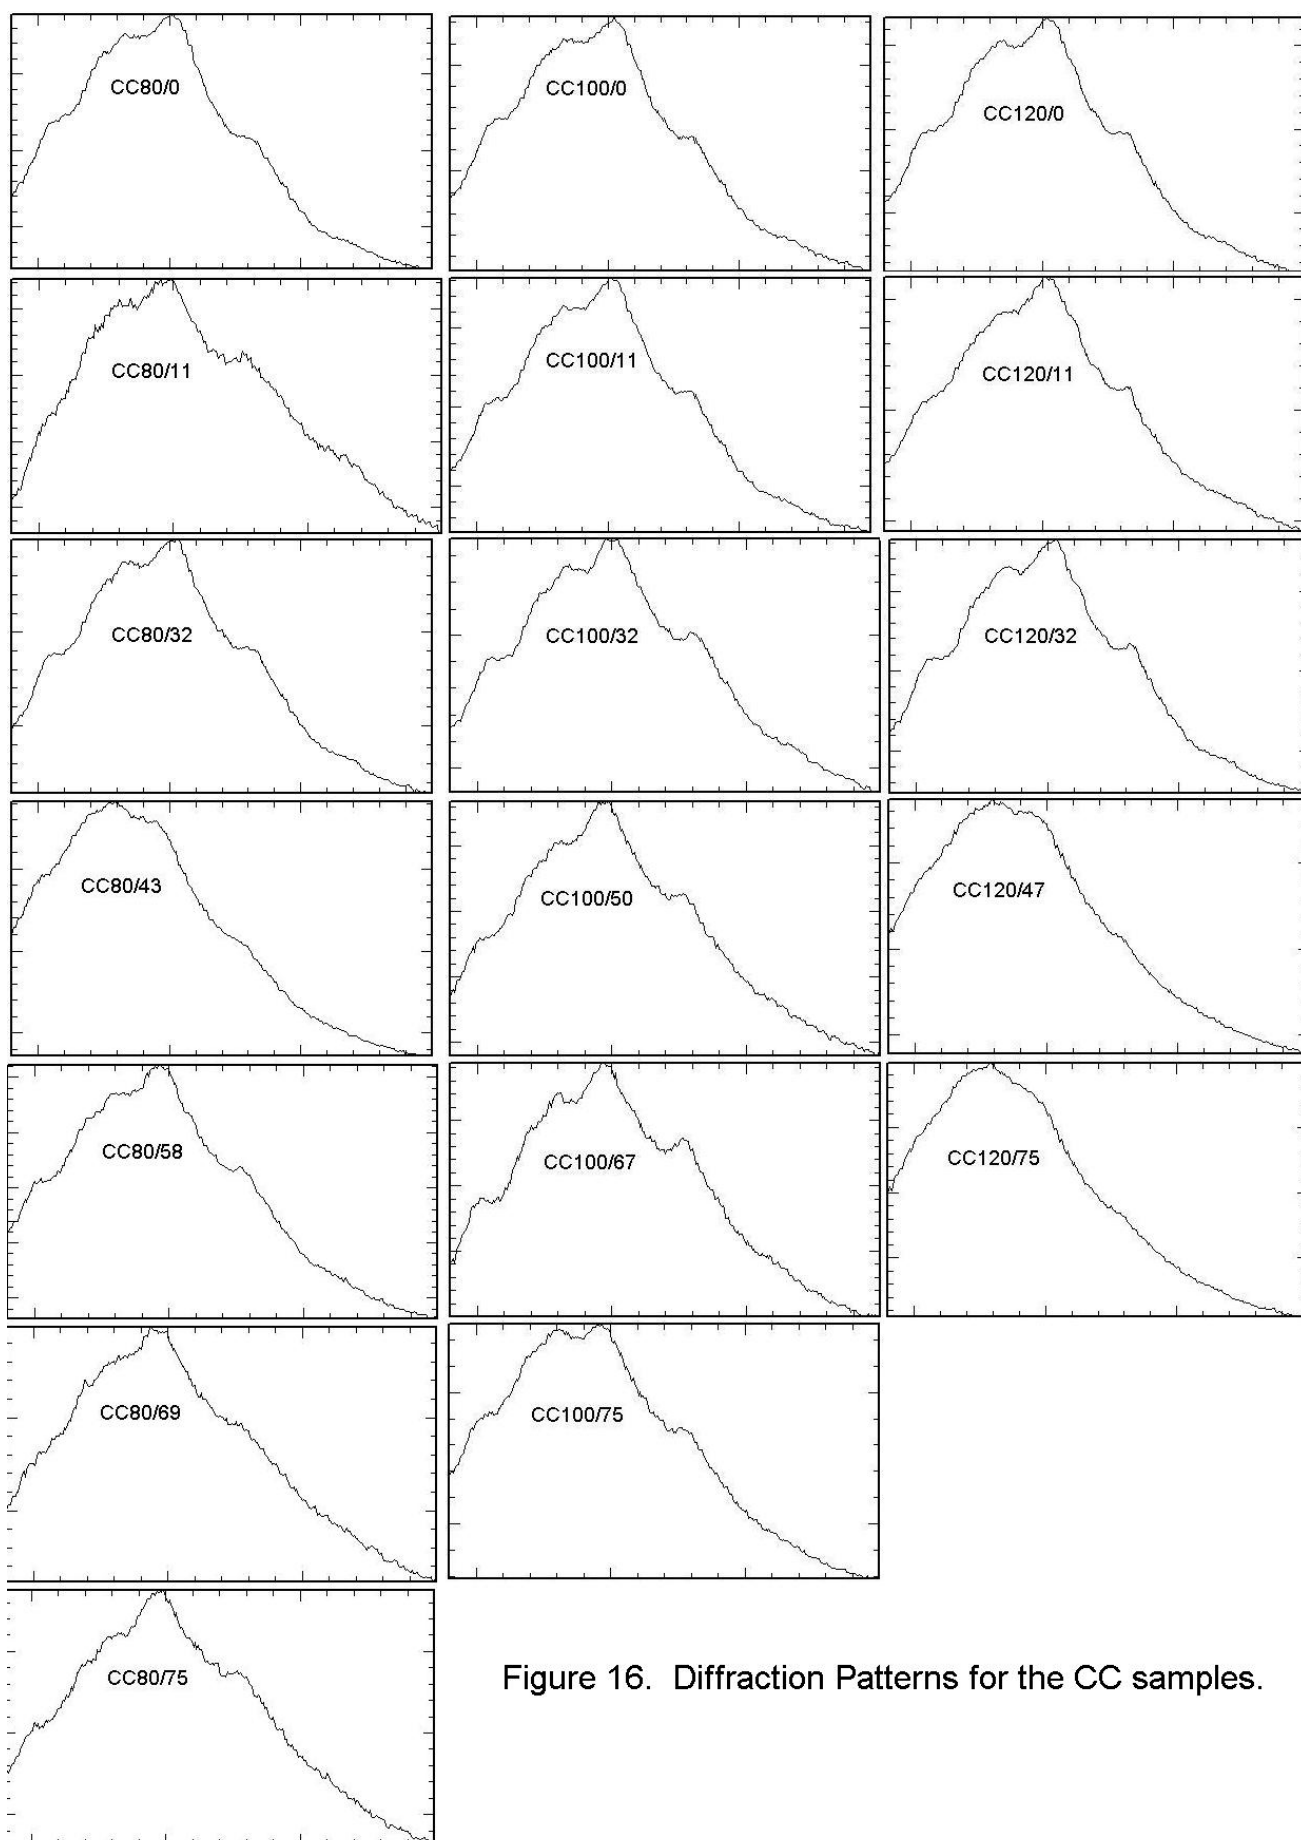 CC80/0
CC100/0
CC120/0
CC80/11
CC100/11
CC120/11
CC80/32
CC100/32
CC120/32
CC80/43
CC100/50
CC120/47
CC80/58
CC100/67
CC120/75
CC80/69
CC100/75
CC80/75
Figure 16. Diffraction Patterns for the CC samples.